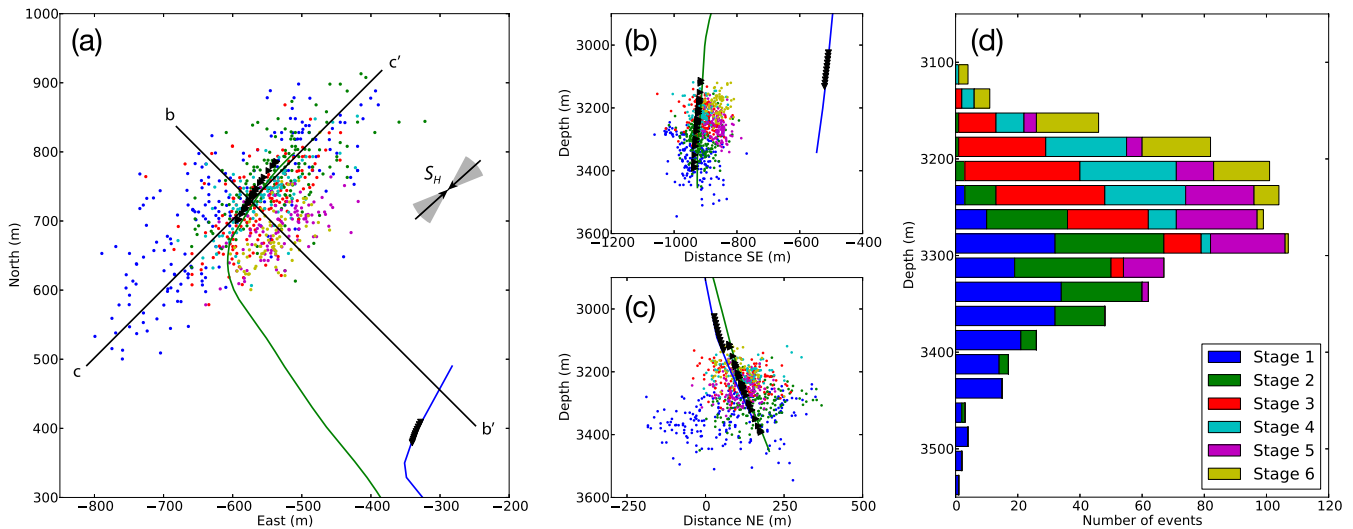 (a)
1000
900
800
700
600
500
400
300
North (m)
−800
−700
−600
−500
−400
−300
−200
East (m)
b
b′
c
c′
S_H
(b)
3000
3200
3400
3600
Depth (m)
−1200
−1000
−800
−600
−400
Distance SE (m)
(c)
3000
3200
3400
3600
Depth (m)
−250
0
250
500
Distance NE (m)
(d)
3100
3200
3300
3400
3500
Depth (m)
0
20
40
60
80
100
120
Number of events
Stage 1
Stage 2
Stage 3
Stage 4
Stage 5
Stage 6